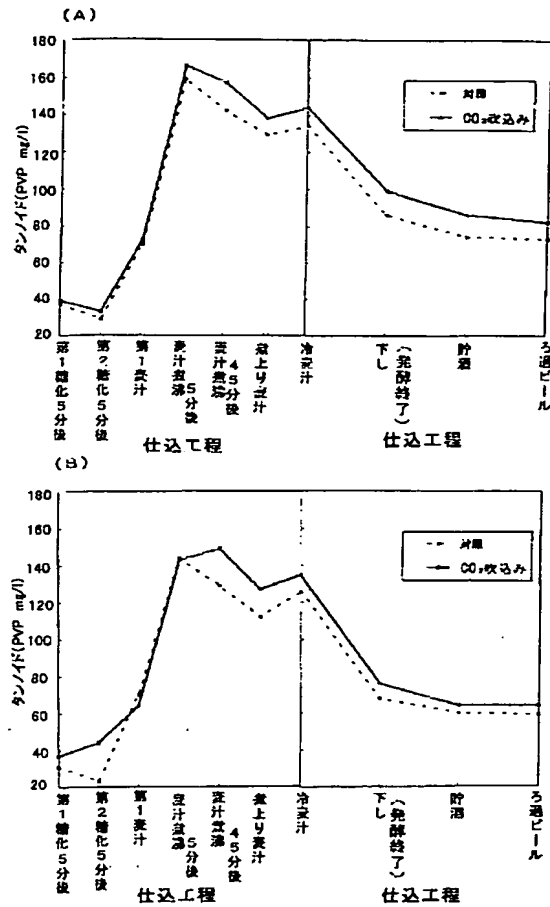 (A)
タンノイド(PVP mg/l)
180
160
140
120
100
80
60
40
20
対照
CO₂吹込み
第1糖化5分後
第2糖化5分後
第1麦汁
麦汁煮沸5分後
麦汁煮沸45分後
煮上り麦汁
冷麦汁
下し(発酵終了)
貯酒
ろ過ビール
仕込工程
仕込工程
(B)
タンノイド(PVP mg/l)
180
160
140
120
100
80
60
40
20
対照
CO₂吹込み
第1糖化5分後
第2糖化5分後
第1麦汁
麦汁煮沸5分後
麦汁煮沸45分後
煮上り麦汁
冷麦汁
下し(発酵終了)
貯酒
ろ過ビール
仕込工程
仕込工程